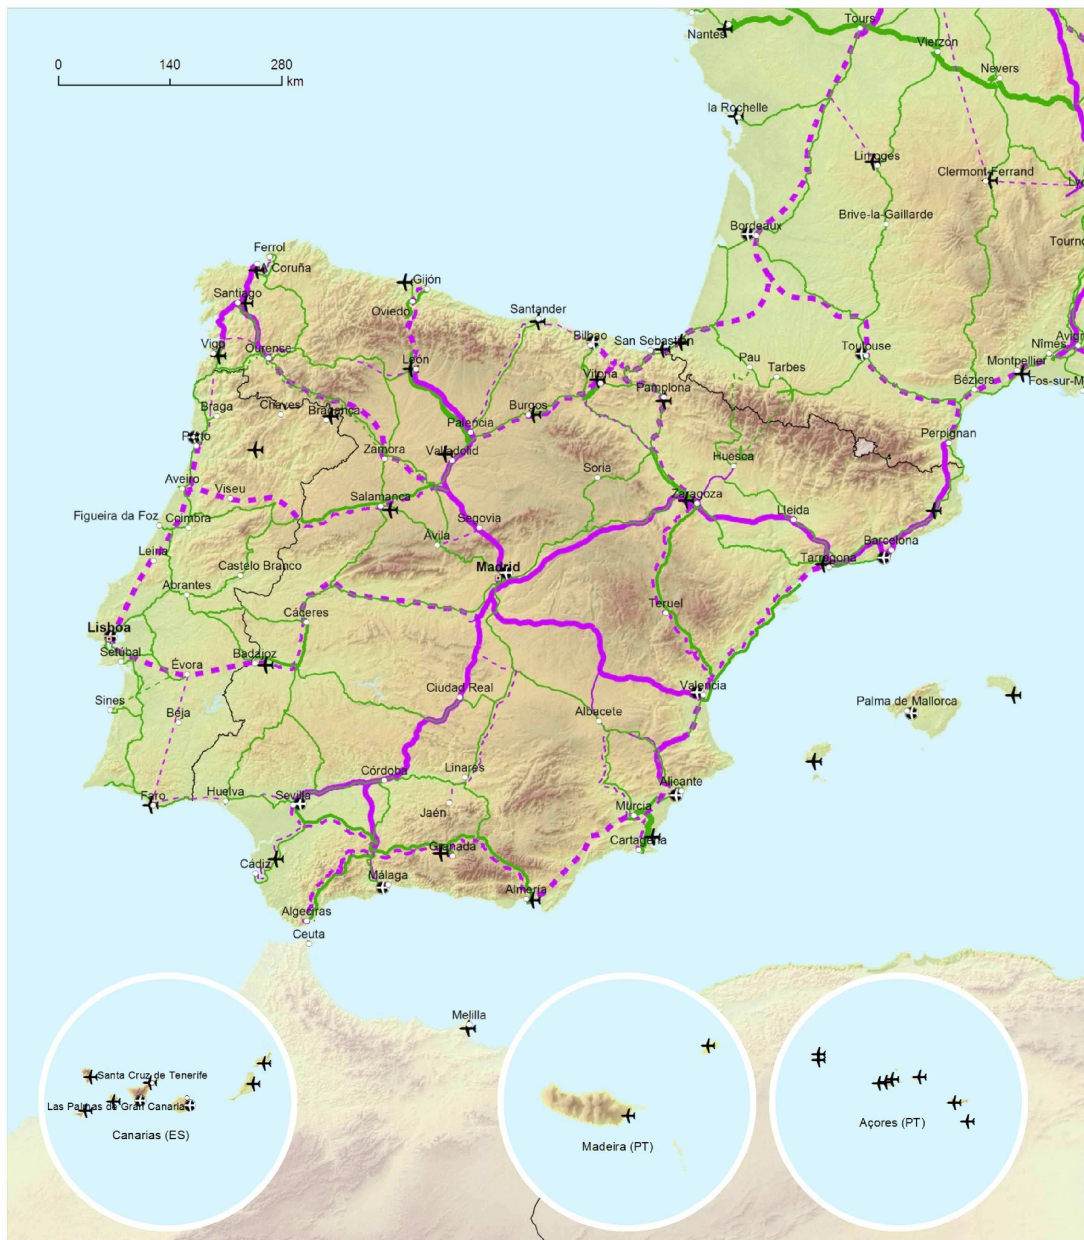 Tours
Nantes
Vierzon
0 140 280
km
Nevers
la Rochelle
Limoges
Clermont-Ferrand
Brive-la-Gaillarde
Bordeaux
Ferrol
A Coruña
Gijón
Santiago
Oviedo
Santander
Bilbao
San Sebastián
Vigo
Ourense
León
Pau
Toulouse
Nîmes
Montpellier
Tarbes
Vitoria
Pamplona
Béziers
Braga
Chaves
Bragança
Burgos
Palencia
Perpignan
Porto
Zamora
Valladolid
Huesca
Soria
Aveiro
Viseu
Salamanca
Zaragoza
Lleida
Figueira da Foz
Coimbra
Segovia
Avila
Barcelona
Leiria
Tarragona
Castelo Branco
Madrid
Abrantes
Cáceres
Teruel
Lisboa
Setúbal
Badajoz
Évora
Ciudad Real
Valencia
Sines
Palma de Mallorca
Beja
Albacete
Córdoba
Linares
Alicante
Faro
Huelva
Sevilla
Jaén
Murcia
Cartagena
Granada
Cádiz
Málaga
Almería
Algeciras
Ceuta
Melilla
Santa Cruz de Tenerife
Las Palmas de Gran Canaria
Canarias (ES)
Madeira (PT)
Açores (PT)